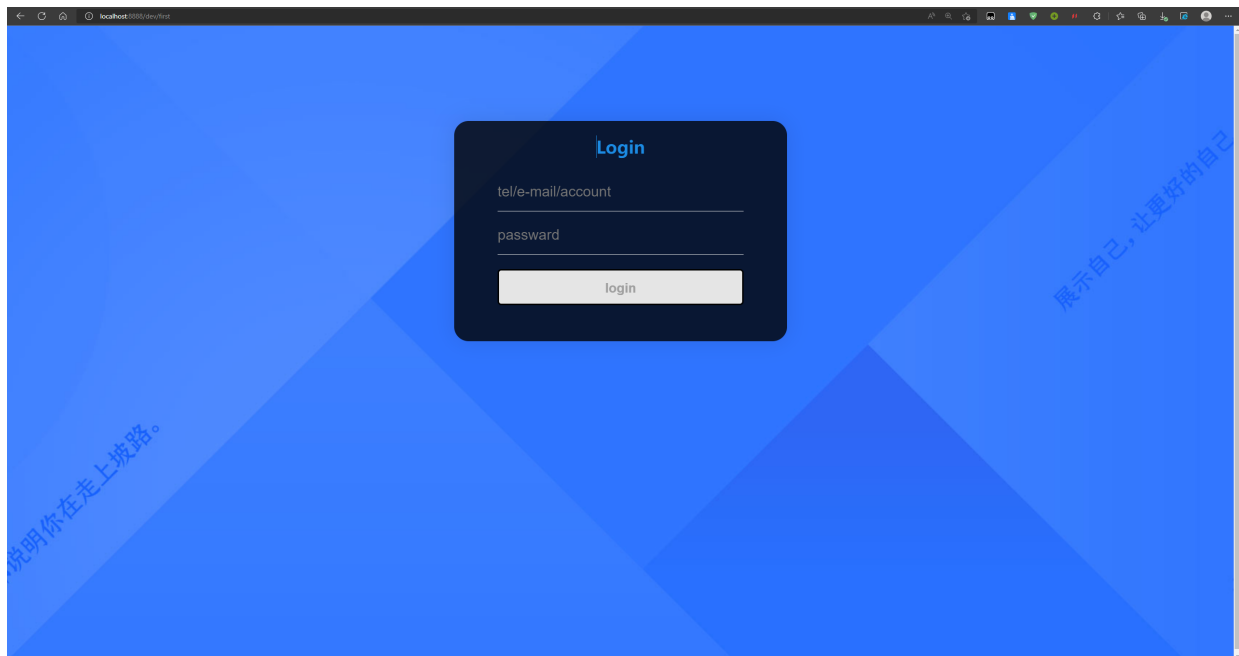 localhost:8888/dev/first
Login
tel/e-mail/account
passward
login
展示自己，让更好的自己
说明你在走上坡路。